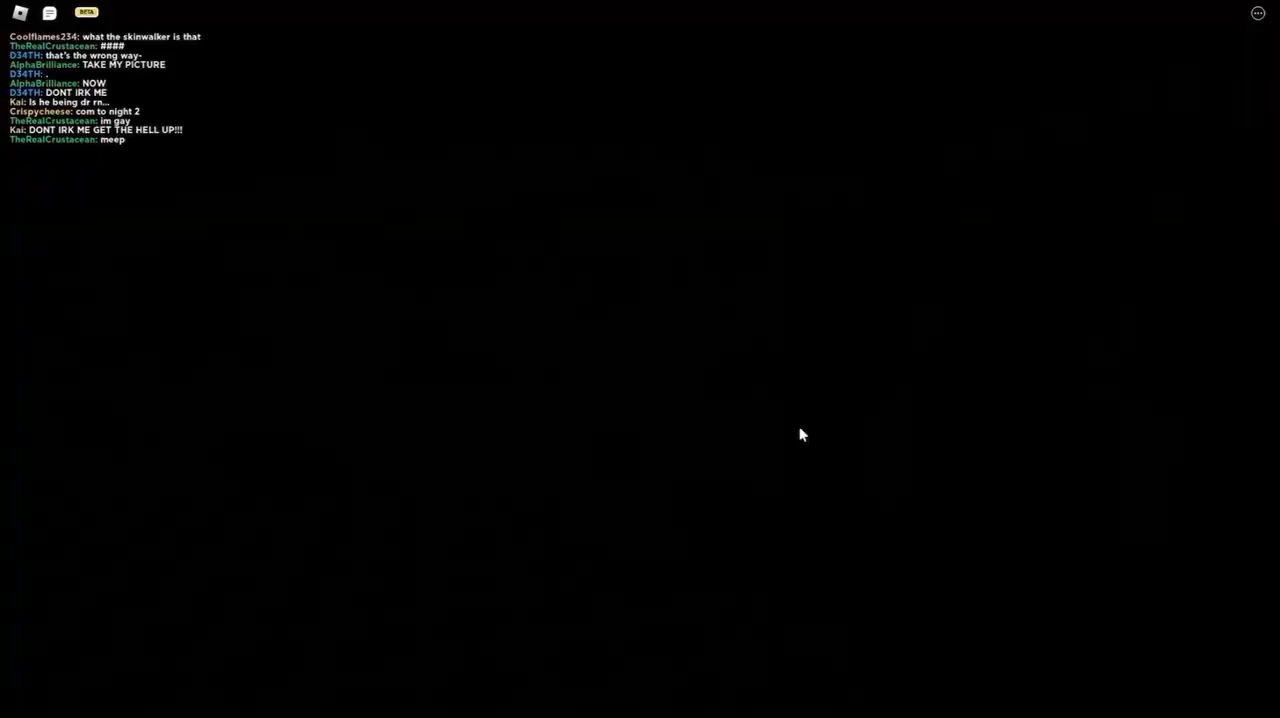 BETA
Coolflames234: what the skinwalker is that
TheRealCrustacean: ####
D34TH: that's the wrong way-
AlphaBrilliance: TAKE MY PICTURE
D34TH: .
AlphaBrilliance: NOW
D34TH: DONT IRK ME
Kai: Is he being dr rn...
Crispycheese: com to night 2
TheRealCrustacean: im gay
Kai: DONT IRK ME GET THE HELL UP!!!
TheRealCrustacean: meep